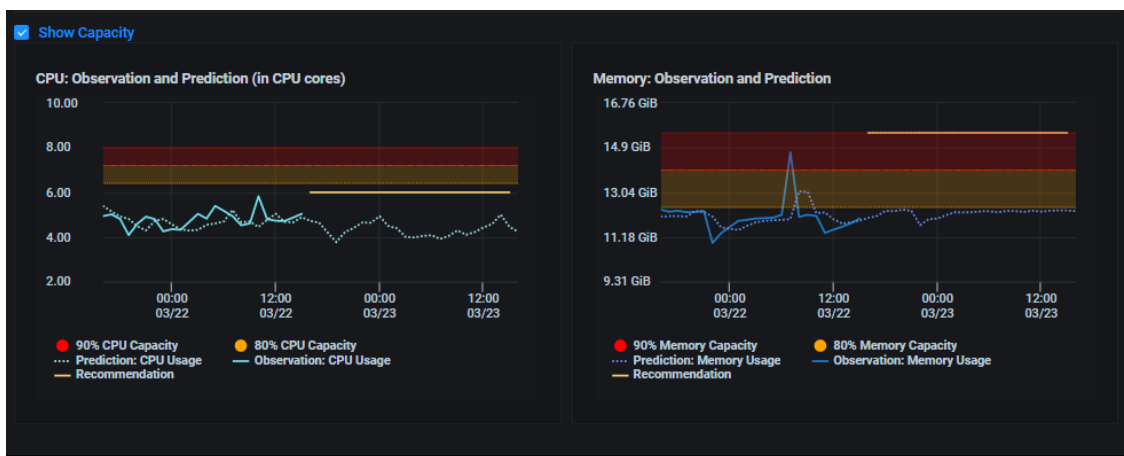 Show Capacity
CPU: Observation and Prediction (in CPU cores)
10.00
8.00
6.00
4.00
2.00
00:00 12:00 00:00 12:00
03/22 03/22 03/23 03/23
90% CPU Capacity 80% CPU Capacity
Prediction: CPU Usage Observation: CPU Usage
Recommendation
Memory: Observation and Prediction
16.76 GiB
14.9 GiB
13.04 GiB
11.18 GiB
9.31 GiB
00:00 12:00 00:00 12:00
03/22 03/22 03/23 03/23
90% Memory Capacity 80% Memory Capacity
Prediction: Memory Usage Observation: Memory Usage
Recommendation